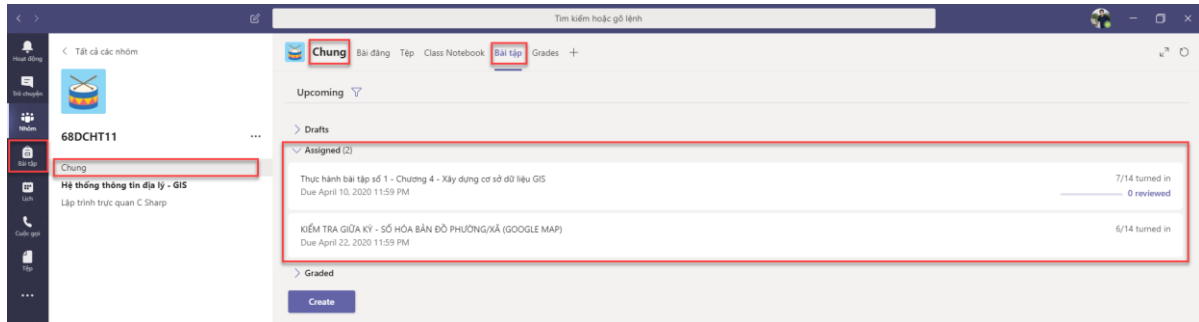 Tìm kiếm hoặc gõ lệnh
Hoạt động
Trò chuyện
Nhóm
Bài tập
Lịch
Cuộc gọi
Tệp
Tất cả các nhóm
68DCHT11
Chung
Hệ thống thông tin địa lý - GIS
Lập trình trực quan C Sharp
Chung Bài đăng Tệp Class Notebook Bài tập Grades
Upcoming
Drafts
Assigned (2)
Thực hành bài tập số 1 - Chương 4 - Xây dựng cơ sở dữ liệu GIS 7/14 turned in
Due April 10, 2020 11:59 PM 0 reviewed
KIỂM TRA GIỮA KỲ - SỐ HÓA BẢN ĐỒ PHƯỜNG/XÃ (GOOGLE MAP) 6/14 turned in
Due April 22, 2020 11:59 PM
Graded
Create